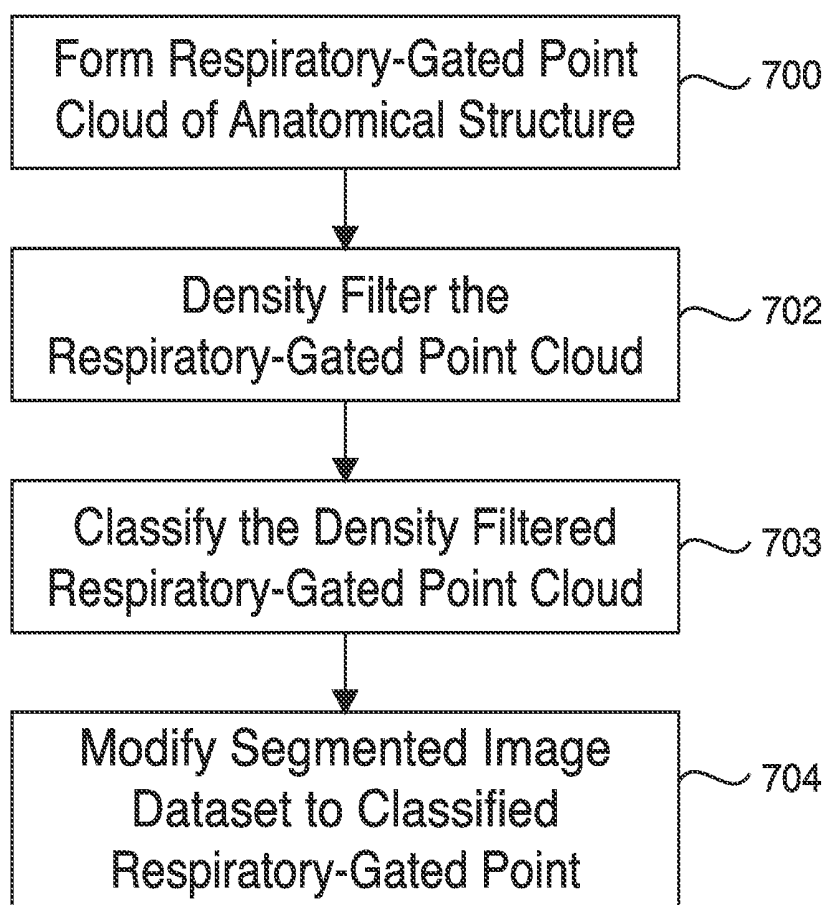 Form Respiratory-Gated Point
Cloud of Anatomical Structure
700
Density Filter the
Respiratory-Gated Point Cloud
702
Classify the Density Filtered
Respiratory-Gated Point Cloud
703
Modify Segmented Image
Dataset to Classified
Respiratory-Gated Point
704